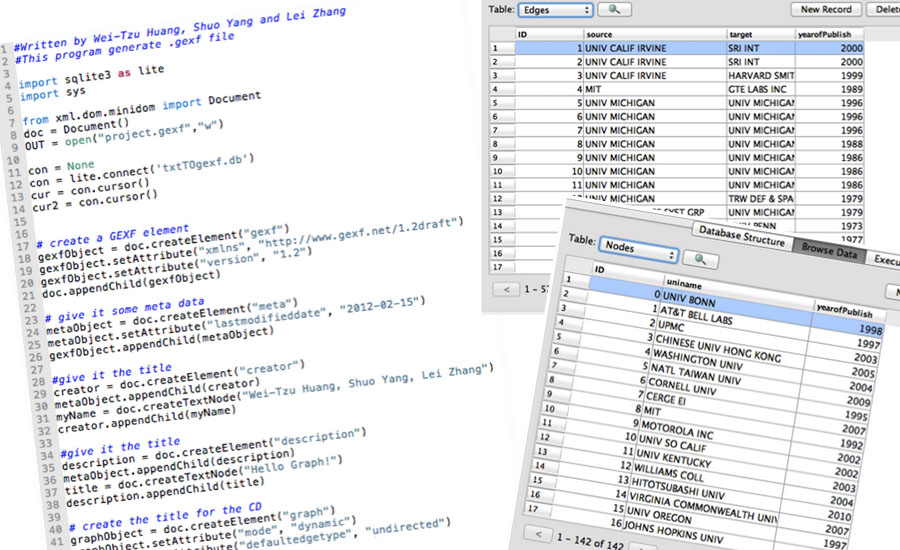 1 #Written by Wei-Tzu Huang, Shuo Yang and Lei Zhang
2 #This program generate .gexf file
3
4 import sqlite3 as lite
5 import sys
6
7 from xml.dom.minidom import Document
8 doc = Document()
9 OUT = open("project.gexf","w")
10
11 con = None
12 con = lite.connect('txtTOgexf.db')
13 cur = con.cursor()
14 cur2 = con.cursor()
15
16
17 # create a GEXF element
18 gexfObject = doc.createElement("gexf")
19 gexfObject.setAttribute("xmlns", "http://www.gexf.net/1.2draft")
20 gexfObject.setAttribute("version", "1.2")
21 doc.appendChild(gexfObject)
22
23 # give it some meta data
24 metaObject = doc.createElement("meta")
25 metaObject.setAttribute("lastmodifieddate", "2012-02-15")
26 gexfObject.appendChild(metaObject)
27
28 #give it the title
29 creator = doc.createElement("creator")
30 metaObject.appendChild(creator)
31 myName = doc.createTextNode("Wei-Tzu Huang, Shuo Yang, Lei Zhang")
32 creator.appendChild(myName)
33
34 #give it the title
35 description = doc.createElement("description")
36 metaObject.appendChild(description)
37 title = doc.createTextNode("Hello Graph!")
38 description.appendChild(title)
39
40 # create the title for the CD
41 graphObject = doc.createElement("graph")
graphObject.setAttribute("mode", "dynamic")
"defaultedgetype", "undirected")
Table: Edges New Record Delet
ID source target yearofPublish
1 1 UNIV CALIF IRVINE SRI INT 2000
2 2 UNIV CALIF IRVINE SRI INT 2000
3 3 UNIV CALIF IRVINE HARVARD SMIT 1999
4 4 MIT GTE LABS INC 1989
5 5 UNIV MICHIGAN UNIV MICHIGAN 1996
6 6 UNIV MICHIGAN UNIV MICHIGAN 1996
7 7 UNIV MICHIGAN UNIV MICHIGAN 1996
8 8 UNIV MICHIGAN UNIV MICHIGAN 1988
9 9 UNIV MICHIGAN UNIV MICHIGAN 1986
10 10 UNIV MICHIGAN UNIV MICHIGAN 1986
11 11 UNIV MICHIGAN UNIV MICHIGAN 1986
12 UNIV MICHIGAN TRW DEF & SPA 1979
13 SYST GRP UNIV MICHIGAN 1979
14 BENN 1973
15 1977
16
17
< 1 - 5
Database Structure Browse Data Execu
Table: Nodes
ID uniname yearofPublish
1 0 UNIV BONN 1998
2 1 AT&T BELL LABS 1997
3 2 UPMC 2003
4 3 CHINESE UNIV HONG KONG 2005
5 4 WASHINGTON UNIV 2004
6 5 NATL TAIWAN UNIV 2009
7 6 CORNELL UNIV 1995
8 7 CERGE EI 2007
9 8 MIT 1992
10 9 MOTOROLA INC 2002
11 10 UNIV SO CALIF 2002
12 11 UNIV KENTUCKY 2003
13 12 WILLIAMS COLL 2004
14 13 HITOTSUBASHI UNIV 2010
15 14 VIRGINIA COMMONWEALTH UNIV 2007
16 15 UNIV OREGON 1997
17 16 JOHNS HOPKINS UNIV
< 1 - 142 of 142